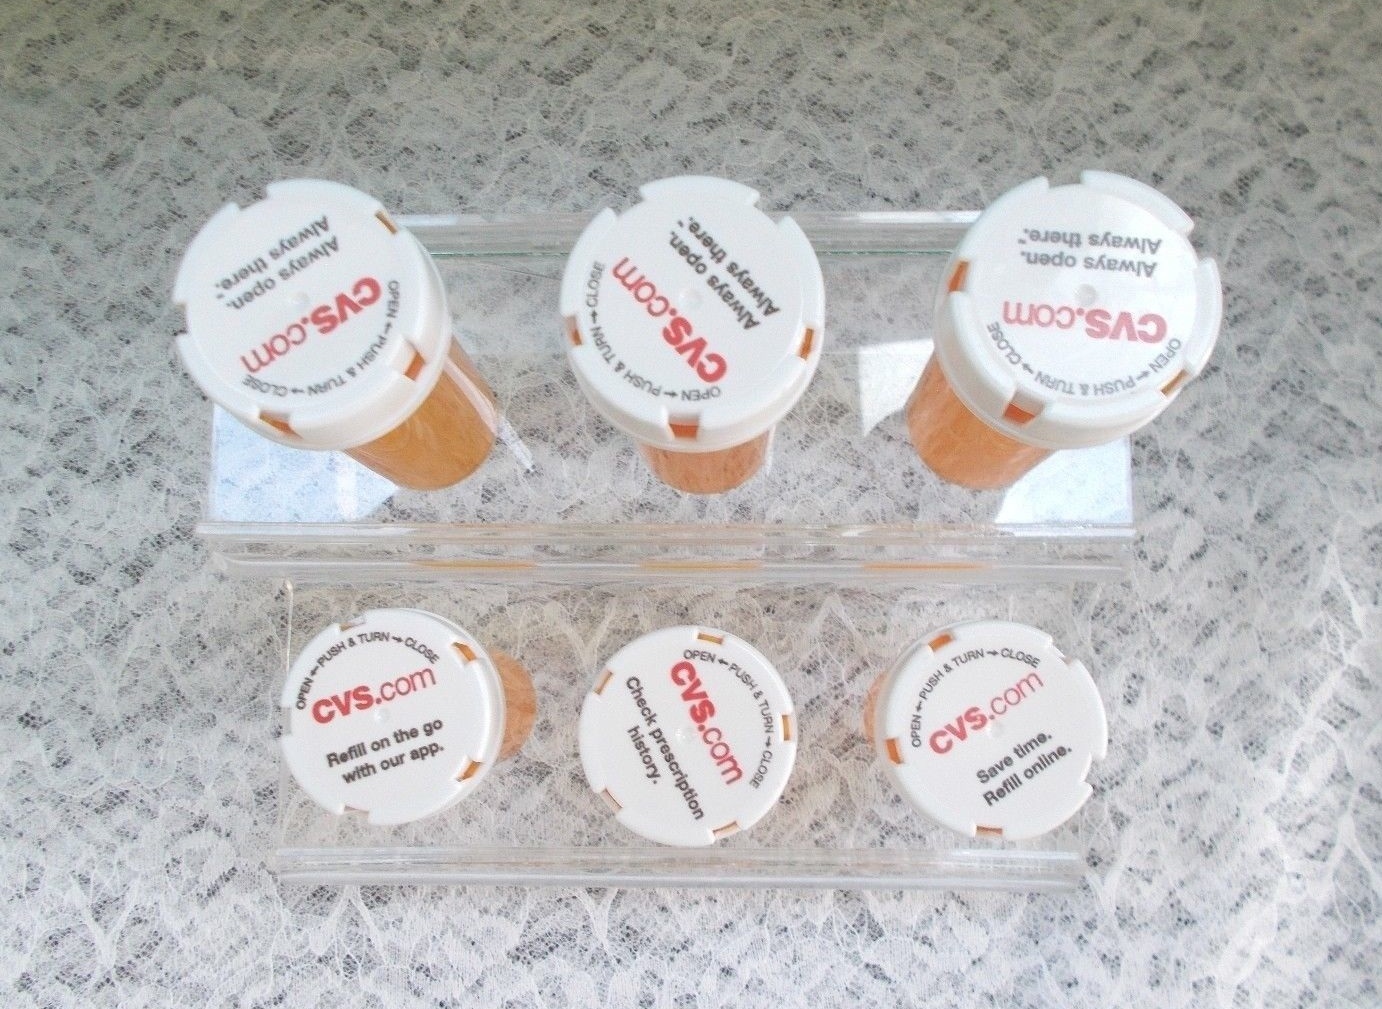 Always open.
Always there.™
CVS.com
OPEN ← PUSH & TURN → CLOSE
Always open.
Always there.™
CVS.com
OPEN ← PUSH & TURN → CLOSE
Always open.
Always there.™
CVS.com
OPEN ← PUSH & TURN → CLOSE
OPEN ← PUSH & TURN → CLOSE
CVS.com
Refill on the go
with our app.
OPEN ← PUSH & TURN → CLOSE
CVS.com
Check prescription
history.
OPEN ← PUSH & TURN → CLOSE
CVS.com
Save time.
Refill online.